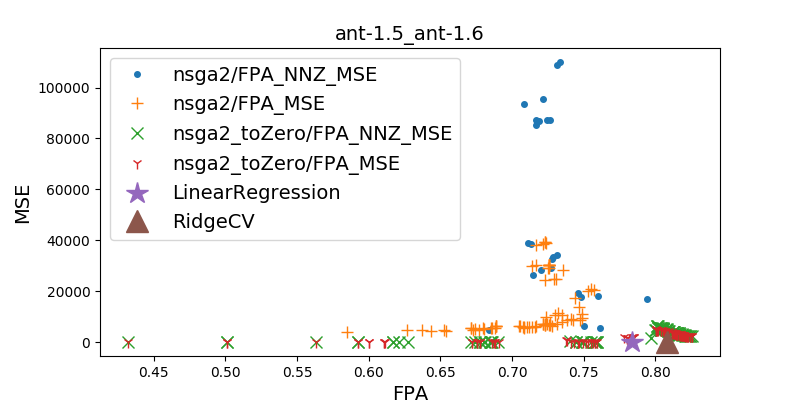 ant-1.5_ant-1.6
nsga2/FPA_NNZ_MSE
nsga2/FPA_MSE
nsga2_toZero/FPA_NNZ_MSE
nsga2_toZero/FPA_MSE
LinearRegression
RidgeCV
MSE
100000
80000
60000
40000
20000
0
0.45 0.50 0.55 0.60 0.65 0.70 0.75 0.80
FPA